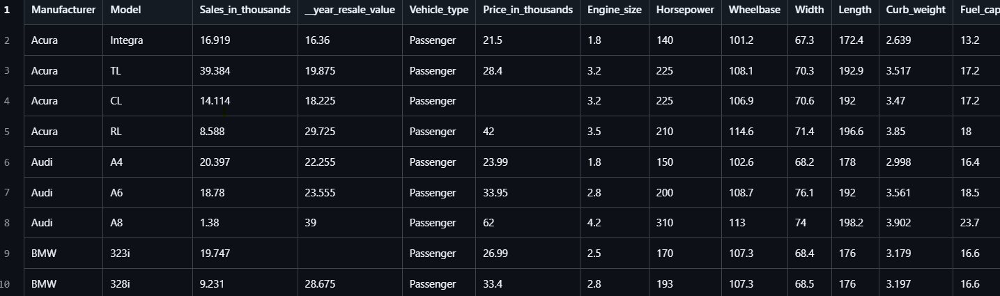 1 Manufacturer Model Sales_in_thousands __year_resale_value Vehicle_type Price_in_thousands Engine_size Horsepower Wheelbase Width Length Curb_weight Fuel_cap
2 Acura Integra 16.919 16.36 Passenger 21.5 1.8 140 101.2 67.3 172.4 2.639 13.2
3 Acura TL 39.384 19.875 Passenger 28.4 3.2 225 108.1 70.3 192.9 3.517 17.2
4 Acura CL 14.114 18.225 Passenger 3.2 225 106.9 70.6 192 3.47 17.2
5 Acura RL 8.588 29.725 Passenger 42 3.5 210 114.6 71.4 196.6 3.85 18
6 Audi A4 20.397 22.255 Passenger 23.99 1.8 150 102.6 68.2 178 2.998 16.4
7 Audi A6 18.78 23.555 Passenger 33.95 2.8 200 108.7 76.1 192 3.561 18.5
8 Audi A8 1.38 39 Passenger 62 4.2 310 113 74 198.2 3.902 23.7
9 BMW 323i 19.747 Passenger 26.99 2.5 170 107.3 68.4 176 3.179 16.6
10 BMW 328i 9.231 28.675 Passenger 33.4 2.8 193 107.3 68.5 176 3.197 16.6